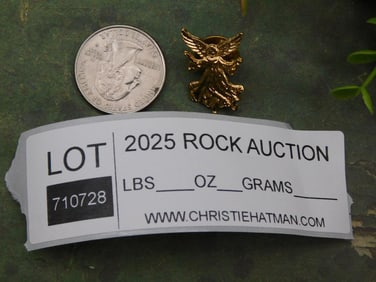 LOT
710728
2025 ROCK AUCTION
LBS____OZ___GRAMS_____
WWW.CHRISTIEHATMAN.COM